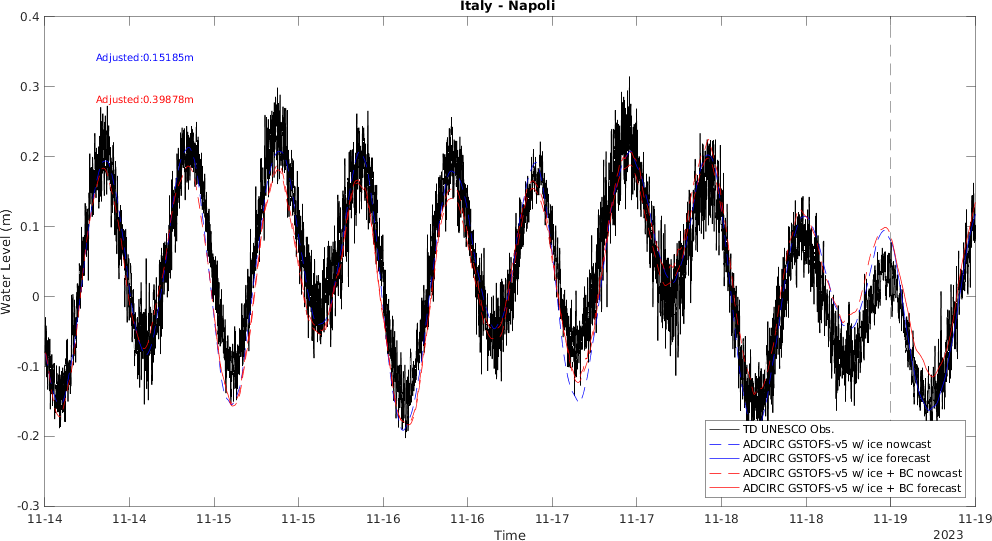 Italy - Napoli
0.4
Adjusted:0.15185m
0.3
Adjusted:0.39878m
0.2
0.1
Water Level (m)
0
-0.1
-0.2
TD UNESCO Obs.
ADCIRC GSTOFS-v5 w/ ice nowcast
ADCIRC GSTOFS-v5 w/ ice forecast
ADCIRC GSTOFS-v5 w/ ice + BC nowcast
ADCIRC GSTOFS-v5 w/ ice + BC forecast
-0.3
11-14 11-14 11-15 11-15 11-16 11-16 11-17 11-17 11-18 11-18 11-19 11-19
Time
2023